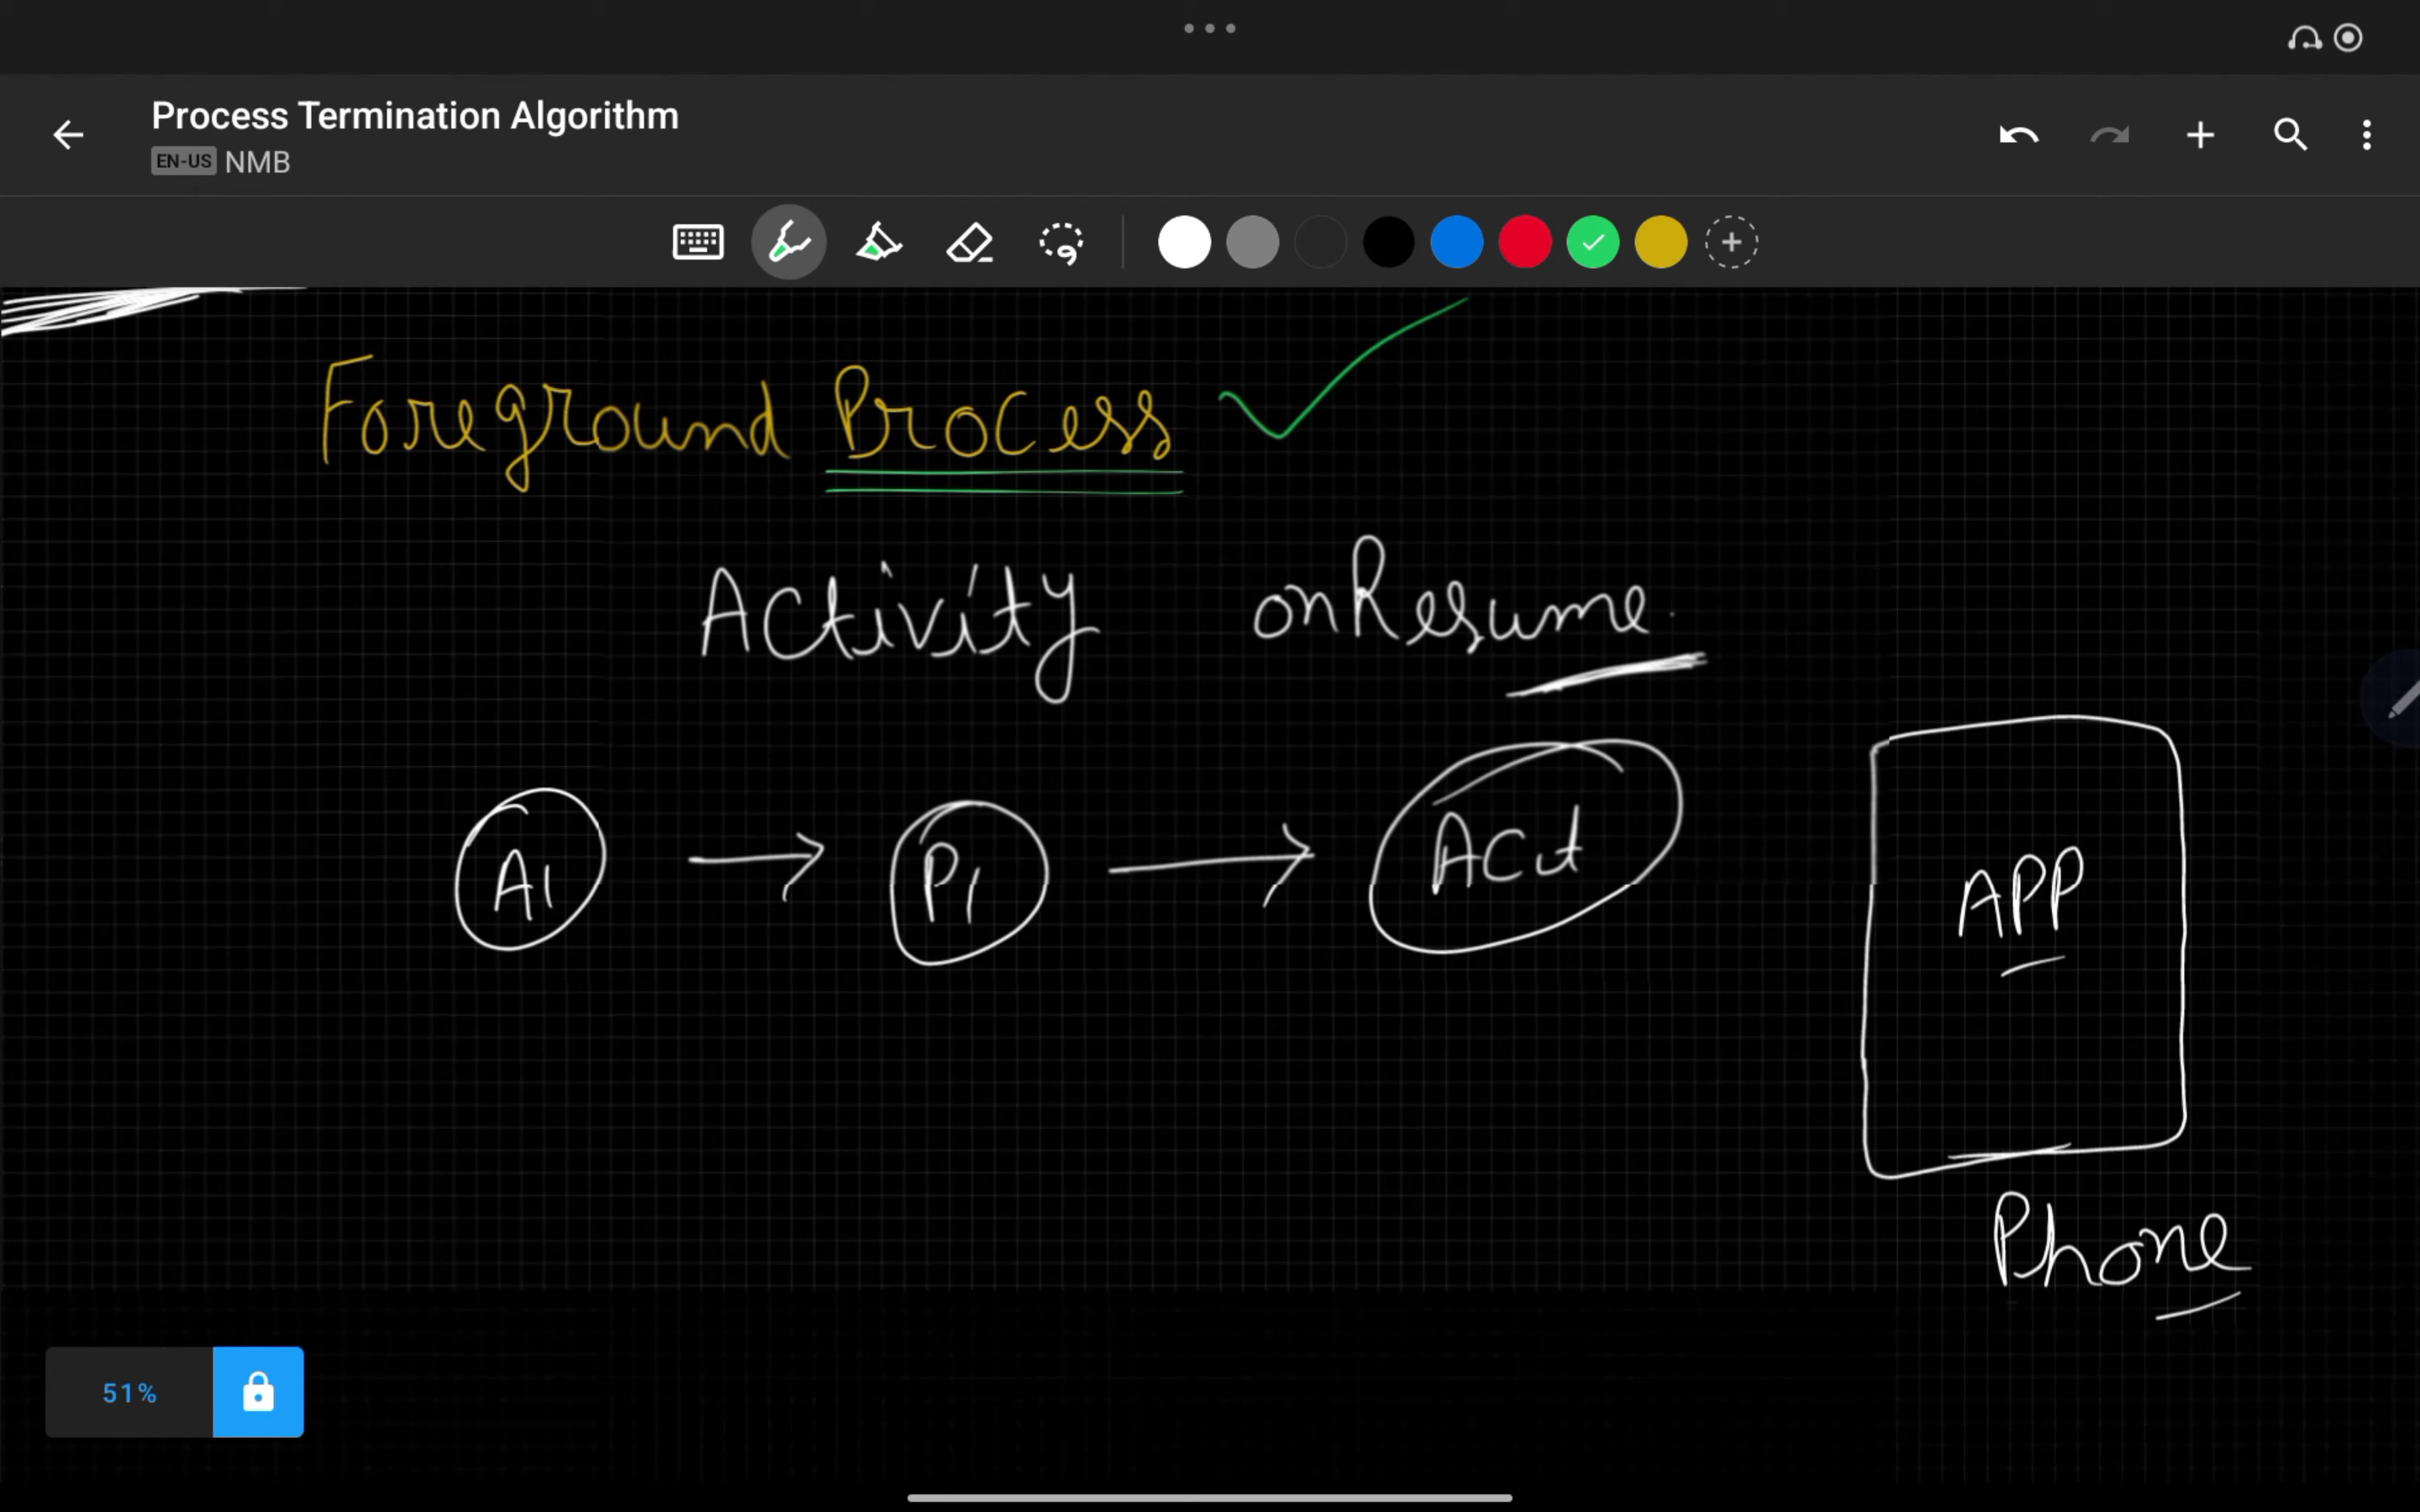 Process Termination Algorithm
EN-US NMB
Foreground Process
Activity onResume.
A1 P1 Act
APP
Phone
51%